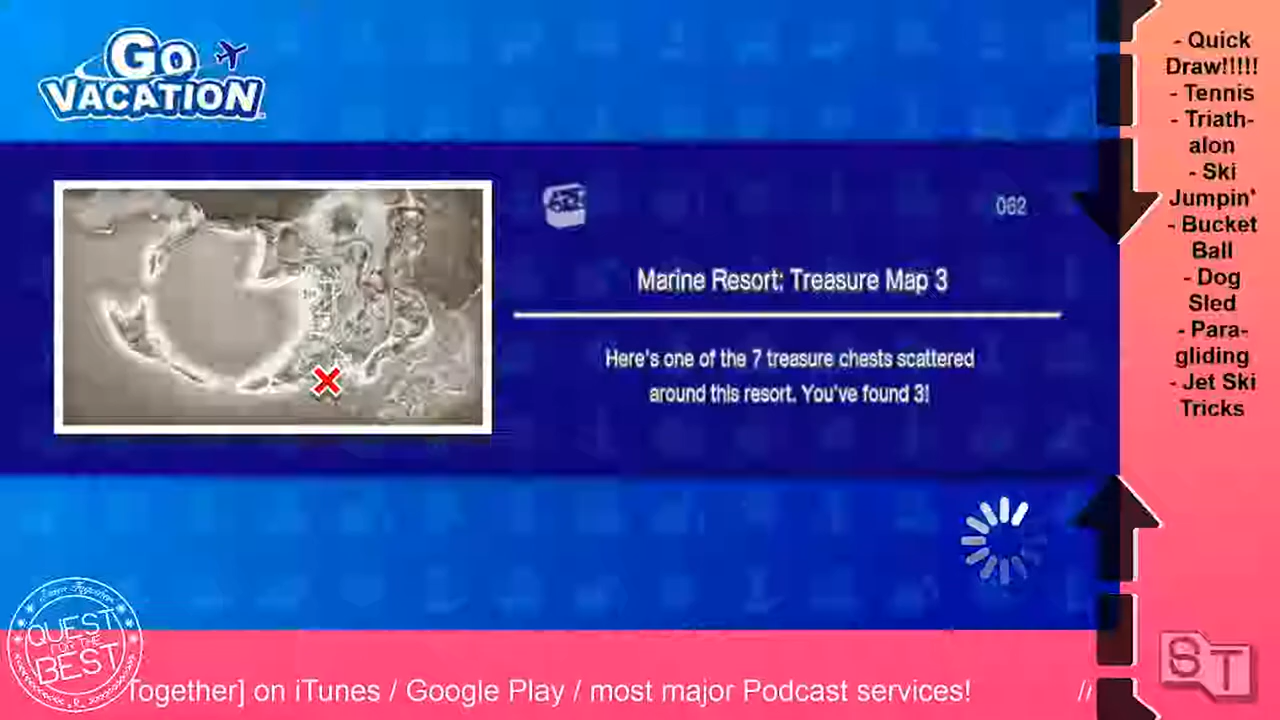 GO
VACATION
062
Marine Resort: Treasure Map 3
Here's one of the 7 treasure chests scattered
around this resort. You've found 3!
- Quick
Draw!!!!!
- Tennis
- Triath-
alon
- Ski
Jumpin'
- Bucket
Ball
- Dog
Sled
- Para-
gliding
- Jet Ski
Tricks
QUEST
FOR THE
BEST
Together] on iTunes / Google Play / most major Podcast services!
//
ST